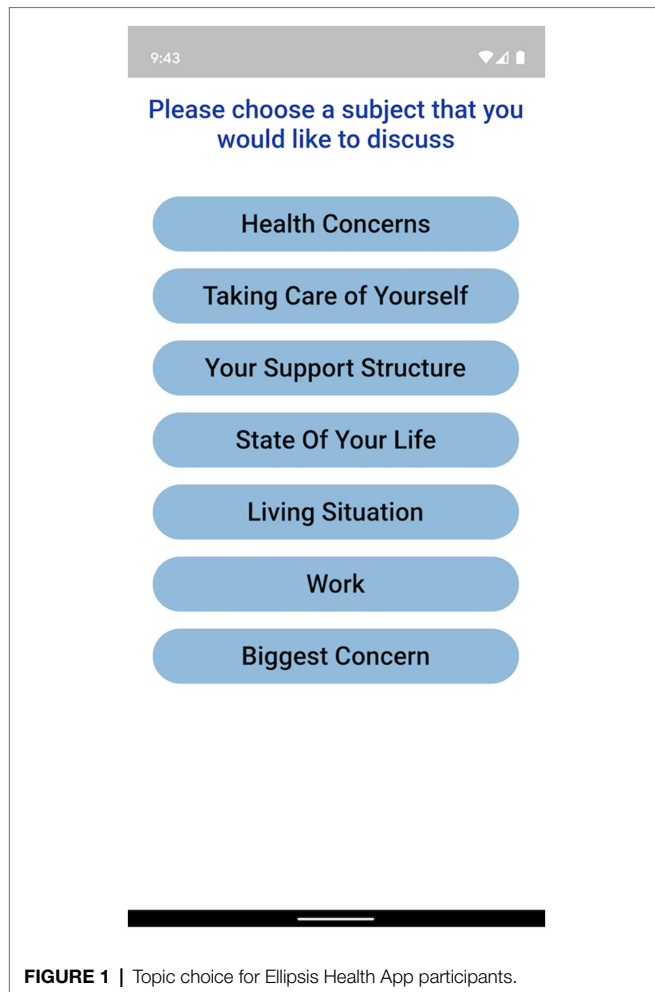 9:43
Please choose a subject that you
would like to discuss
Health Concerns
Taking Care of Yourself
Your Support Structure
State Of Your Life
Living Situation
Work
Biggest Concern
FIGURE 1 | Topic choice for Ellipsis Health App participants.